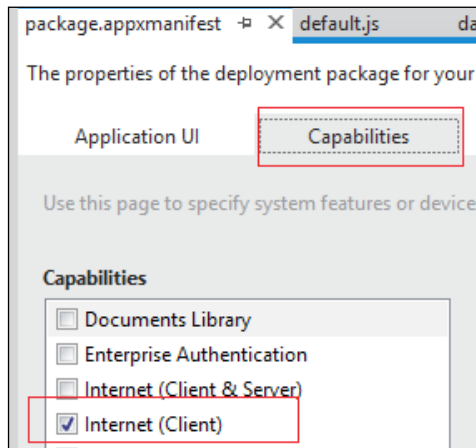 package.appxmanifest default.js da
The properties of the deployment package for your
Application UI Capabilities
Use this page to specify system features or device
Capabilities
Documents Library
Enterprise Authentication
Internet (Client & Server)
Internet (Client)